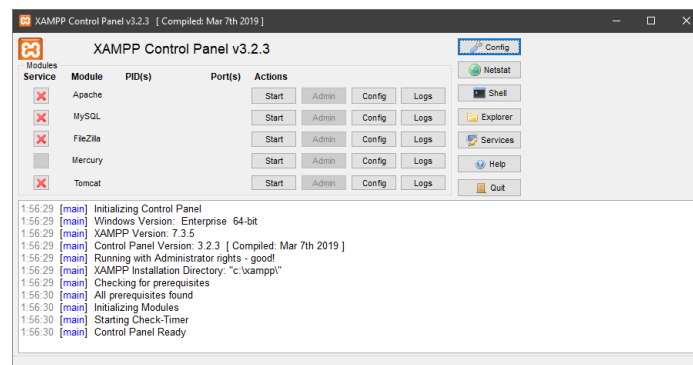 XAMPP Control Panel v3.2.3 [ Compiled: Mar 7th 2019 ]
XAMPP Control Panel v3.2.3
Config
Modules
Service Module PID(s) Port(s) Actions
Netstat
Apache Start Admin Config Logs
Shell
MySQL Start Admin Config Logs
Explorer
FileZilla Start Admin Config Logs
Services
Mercury Start Admin Config Logs
Help
Tomcat Start Admin Config Logs
Quit
1:56:29 [main] Initializing Control Panel
1:56:29 [main] Windows Version: Enterprise 64-bit
1:56:29 [main] XAMPP Version: 7.3.5
1:56:29 [main] Control Panel Version: 3.2.3 [ Compiled: Mar 7th 2019 ]
1:56:29 [main] Running with Administrator rights - good!
1:56:29 [main] XAMPP Installation Directory: "c:\xampp\"
1:56:29 [main] Checking for prerequisites
1:56:30 [main] All prerequisites found
1:56:30 [main] Initializing Modules
1:56:30 [main] Starting Check-Timer
1:56:30 [main] Control Panel Ready